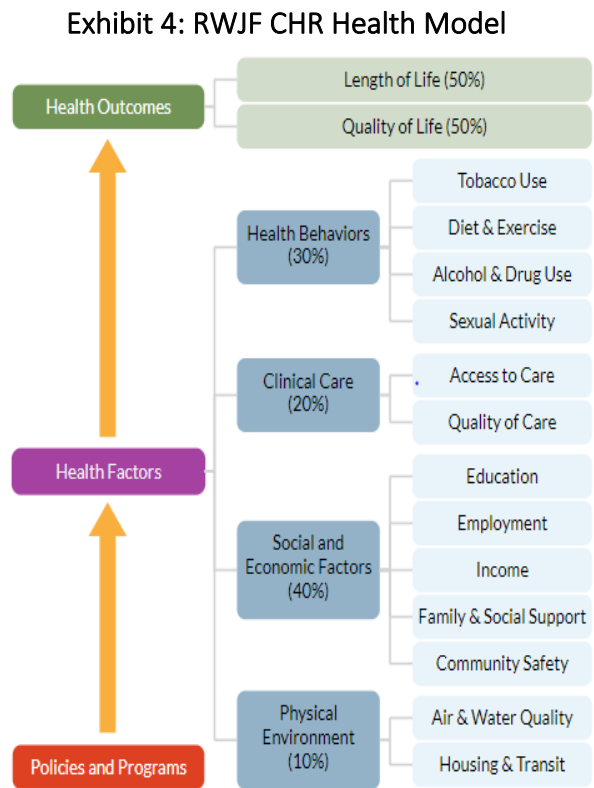 Exhibit 4: RWJF CHR Health Model
Health Outcomes
Length of Life (50%)
Quality of Life (50%)
Health Factors
Health Behaviors
(30%)
Tobacco Use
Diet & Exercise
Alcohol & Drug Use
Sexual Activity
Clinical Care
(20%)
Access to Care
Quality of Care
Social and
Economic Factors
(40%)
Education
Employment
Income
Family & Social Support
Community Safety
Physical
Environment
(10%)
Air & Water Quality
Housing & Transit
Policies and Programs